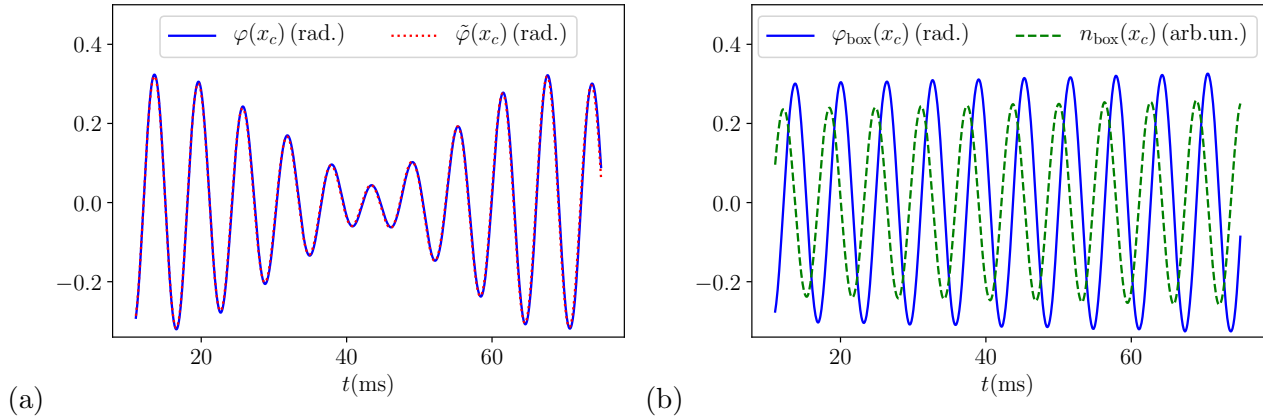 φ(x_c) (rad.) φ̃(x_c) (rad.)
0.4
0.2
0.0
−0.2
20 40 60
t(ms)
(a)
φ_box(x_c) (rad.) n_box(x_c) (arb.un.)
0.4
0.2
0.0
−0.2
20 40 60
t(ms)
(b)